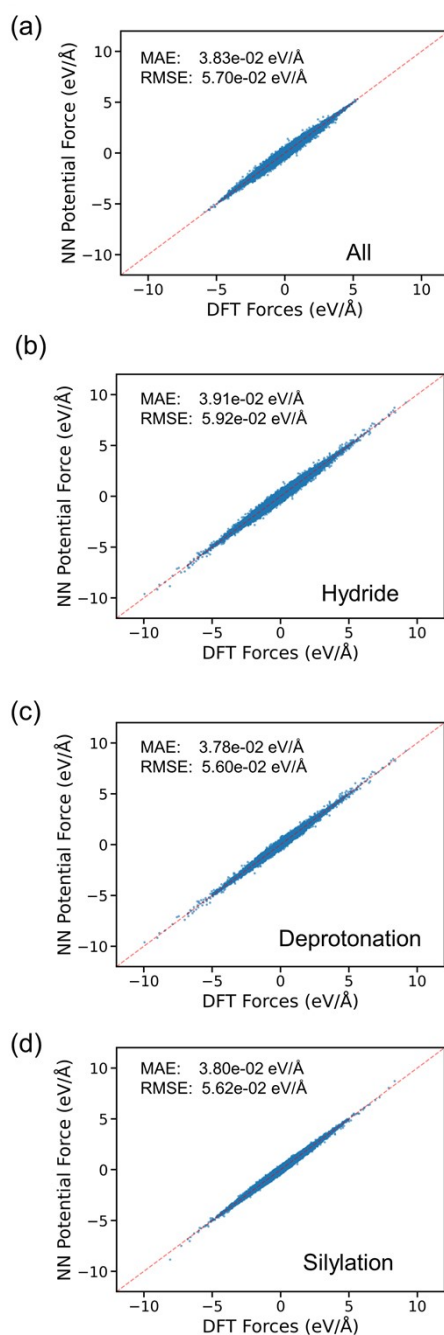 (a)
MAE: 3.83e-02 eV/Å
RMSE: 5.70e-02 eV/Å
NN Potential Force (eV/Å)
10
5
0
−5
−10
All
−10 −5 0 5 10
DFT Forces (eV/Å)
(b)
MAE: 3.91e-02 eV/Å
RMSE: 5.92e-02 eV/Å
NN Potential Force (eV/Å)
10
5
0
−5
−10
Hydride
−10 −5 0 5 10
DFT Forces (eV/Å)
(c)
MAE: 3.78e-02 eV/Å
RMSE: 5.60e-02 eV/Å
NN Potential Force (eV/Å)
10
5
0
−5
−10
Deprotonation
−10 −5 0 5 10
DFT Forces (eV/Å)
(d)
MAE: 3.80e-02 eV/Å
RMSE: 5.62e-02 eV/Å
NN Potential Force (eV/Å)
10
5
0
−5
−10
Silylation
−10 −5 0 5 10
DFT Forces (eV/Å)